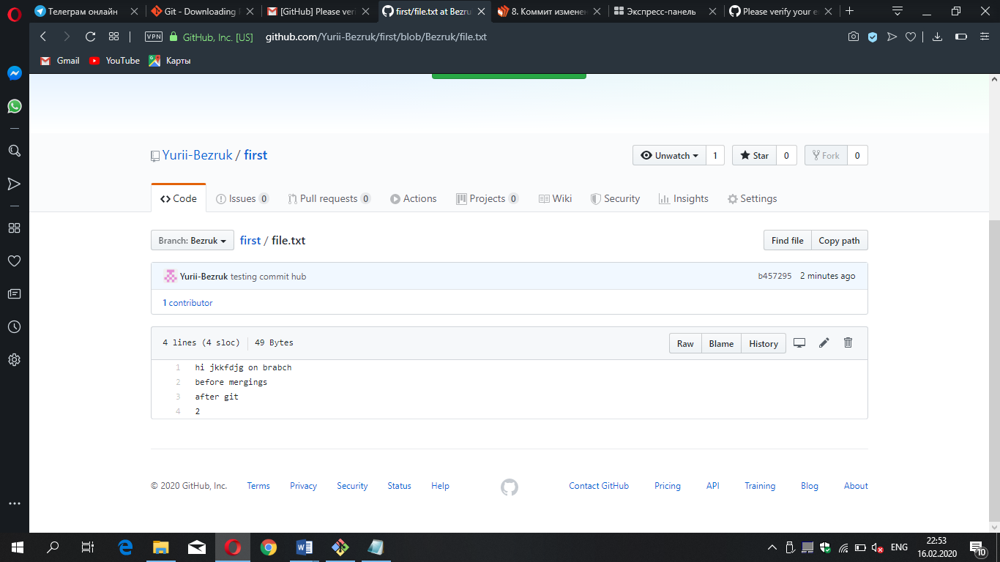 Телеграм онлайн
Git - Downloading
[GitHub] Please veri
first/file.txt at Bezru
8. Коммит изменен
Экспресс-панель
Please verify your e
VPN GitHub, Inc. [US] github.com/Yurii-Bezruk/first/blob/Bezruk/file.txt
Gmail YouTube Карты
Yurii-Bezruk / first
Unwatch 1 Star 0 Fork 0
Code Issues 0 Pull requests 0 Actions Projects 0 Wiki Security Insights Settings
Branch: Bezruk first / file.txt Find file Copy path
Yurii-Bezruk testing commit hub b457295 2 minutes ago
1 contributor
4 lines (4 sloc) 49 Bytes Raw Blame History
1 hi jkkfdjg on brabch
2 before mergings
3 after git
4 2
© 2020 GitHub, Inc. Terms Privacy Security Status Help Contact GitHub Pricing API Training Blog About
ENG 22:53
16.02.2020
10